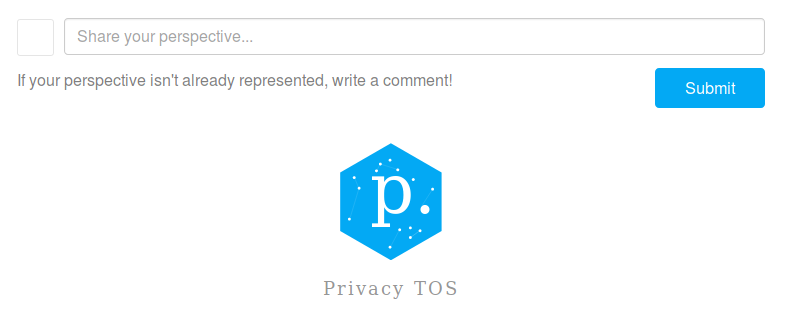 Share your perspective...
If your perspective isn't already represented, write a comment!
Submit
p.
Privacy TOS